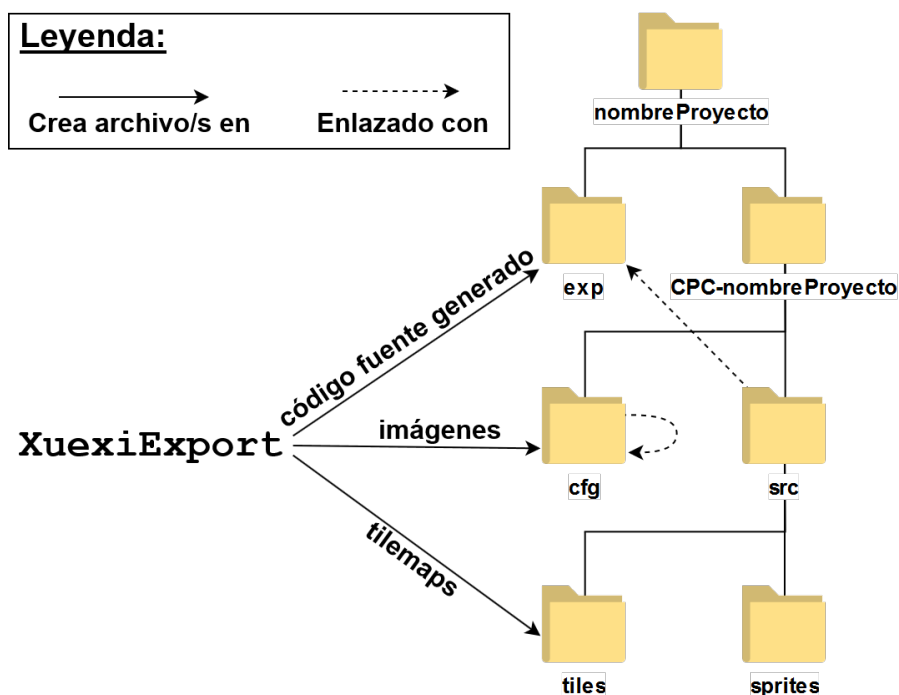 Leyenda:
Crea archivo/s en
Enlazado con
nombreProyecto
exp
CPC-nombreProyecto
código fuente generado
XuexiExport
imágenes
cfg
src
tilemaps
tiles
sprites